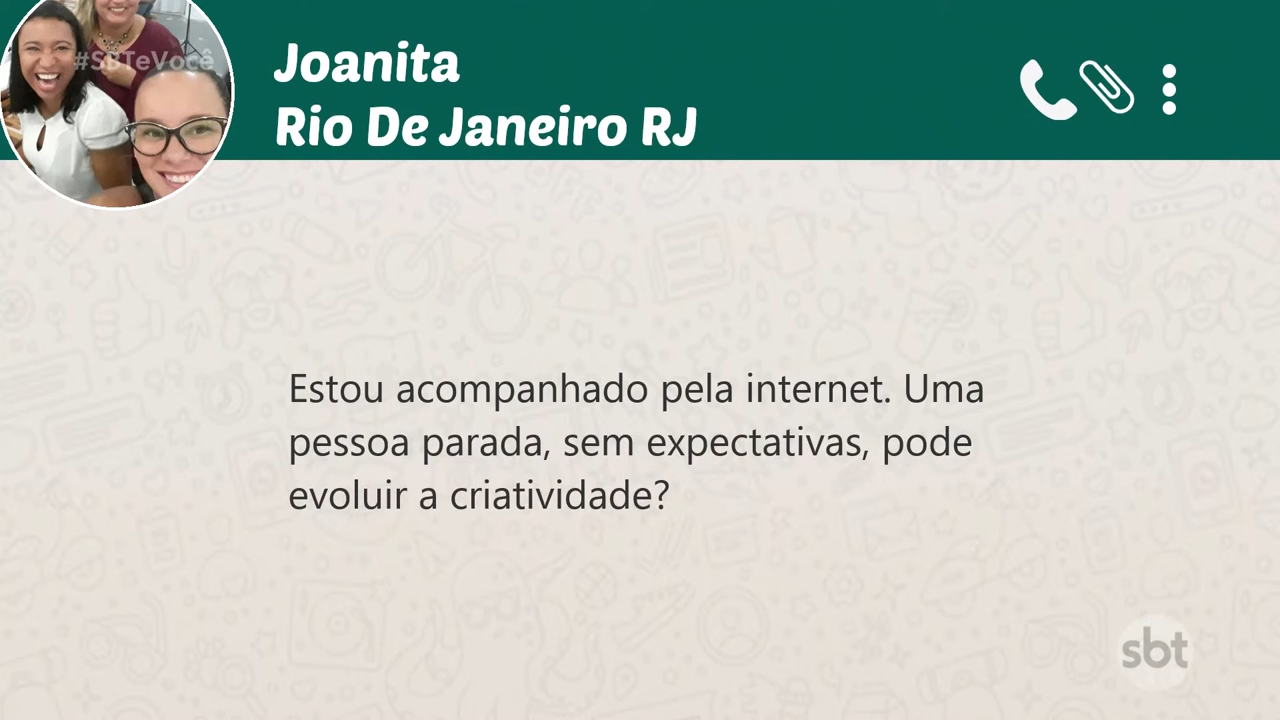 #SBTeVocê
Joanita
Rio De Janeiro RJ
Estou acompanhado pela internet. Uma
pessoa parada, sem expectativas, pode
evoluir a criatividade?
sbt